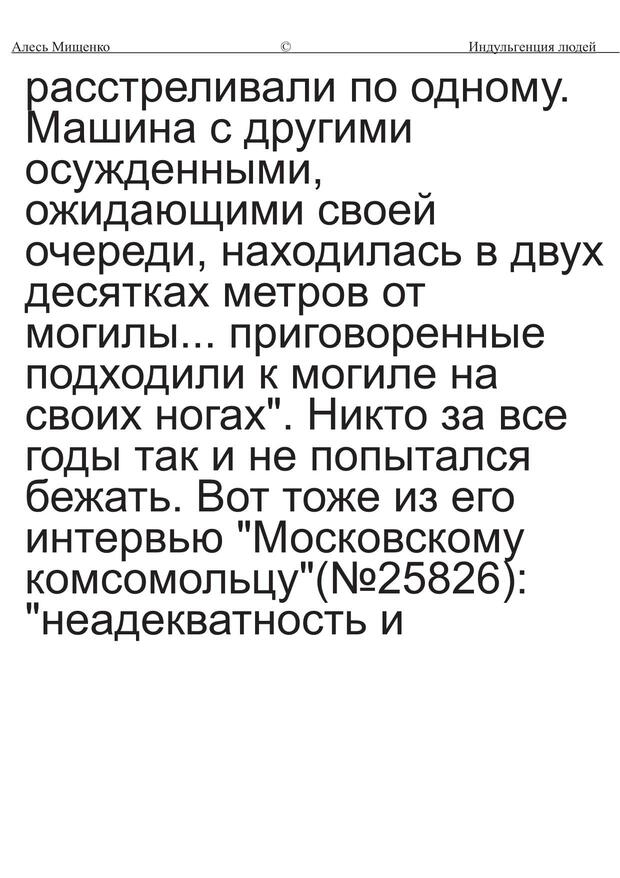 Алесь Мищенко © Индульгенция людей
расстреливали по одному.
Машина с другими
осужденными,
ожидающими своей
очереди, находилась в двух
десятках метров от
могилы... приговоренные
подходили к могиле на
своих ногах". Никто за все
годы так и не попытался
бежать. Вот тоже из его
интервью "Московскому
комсомольцу"(№25826):
"неадекватность и